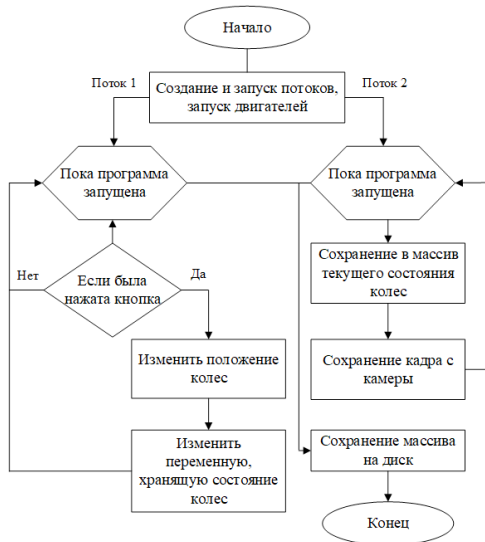 Начало
Поток 1
Создание и запуск потоков,
запуск двигателей
Поток 2
Пока программа
запущена
Пока программа
запущена
Нет
Если была
нажата кнопка
Да
Сохранение в массив
текущего состояния
колес
Изменить положение
колес
Сохранение кадра с
камеры
Изменить
переменную,
хранящую состояние
колес
Сохранение массива
на диск
Конец